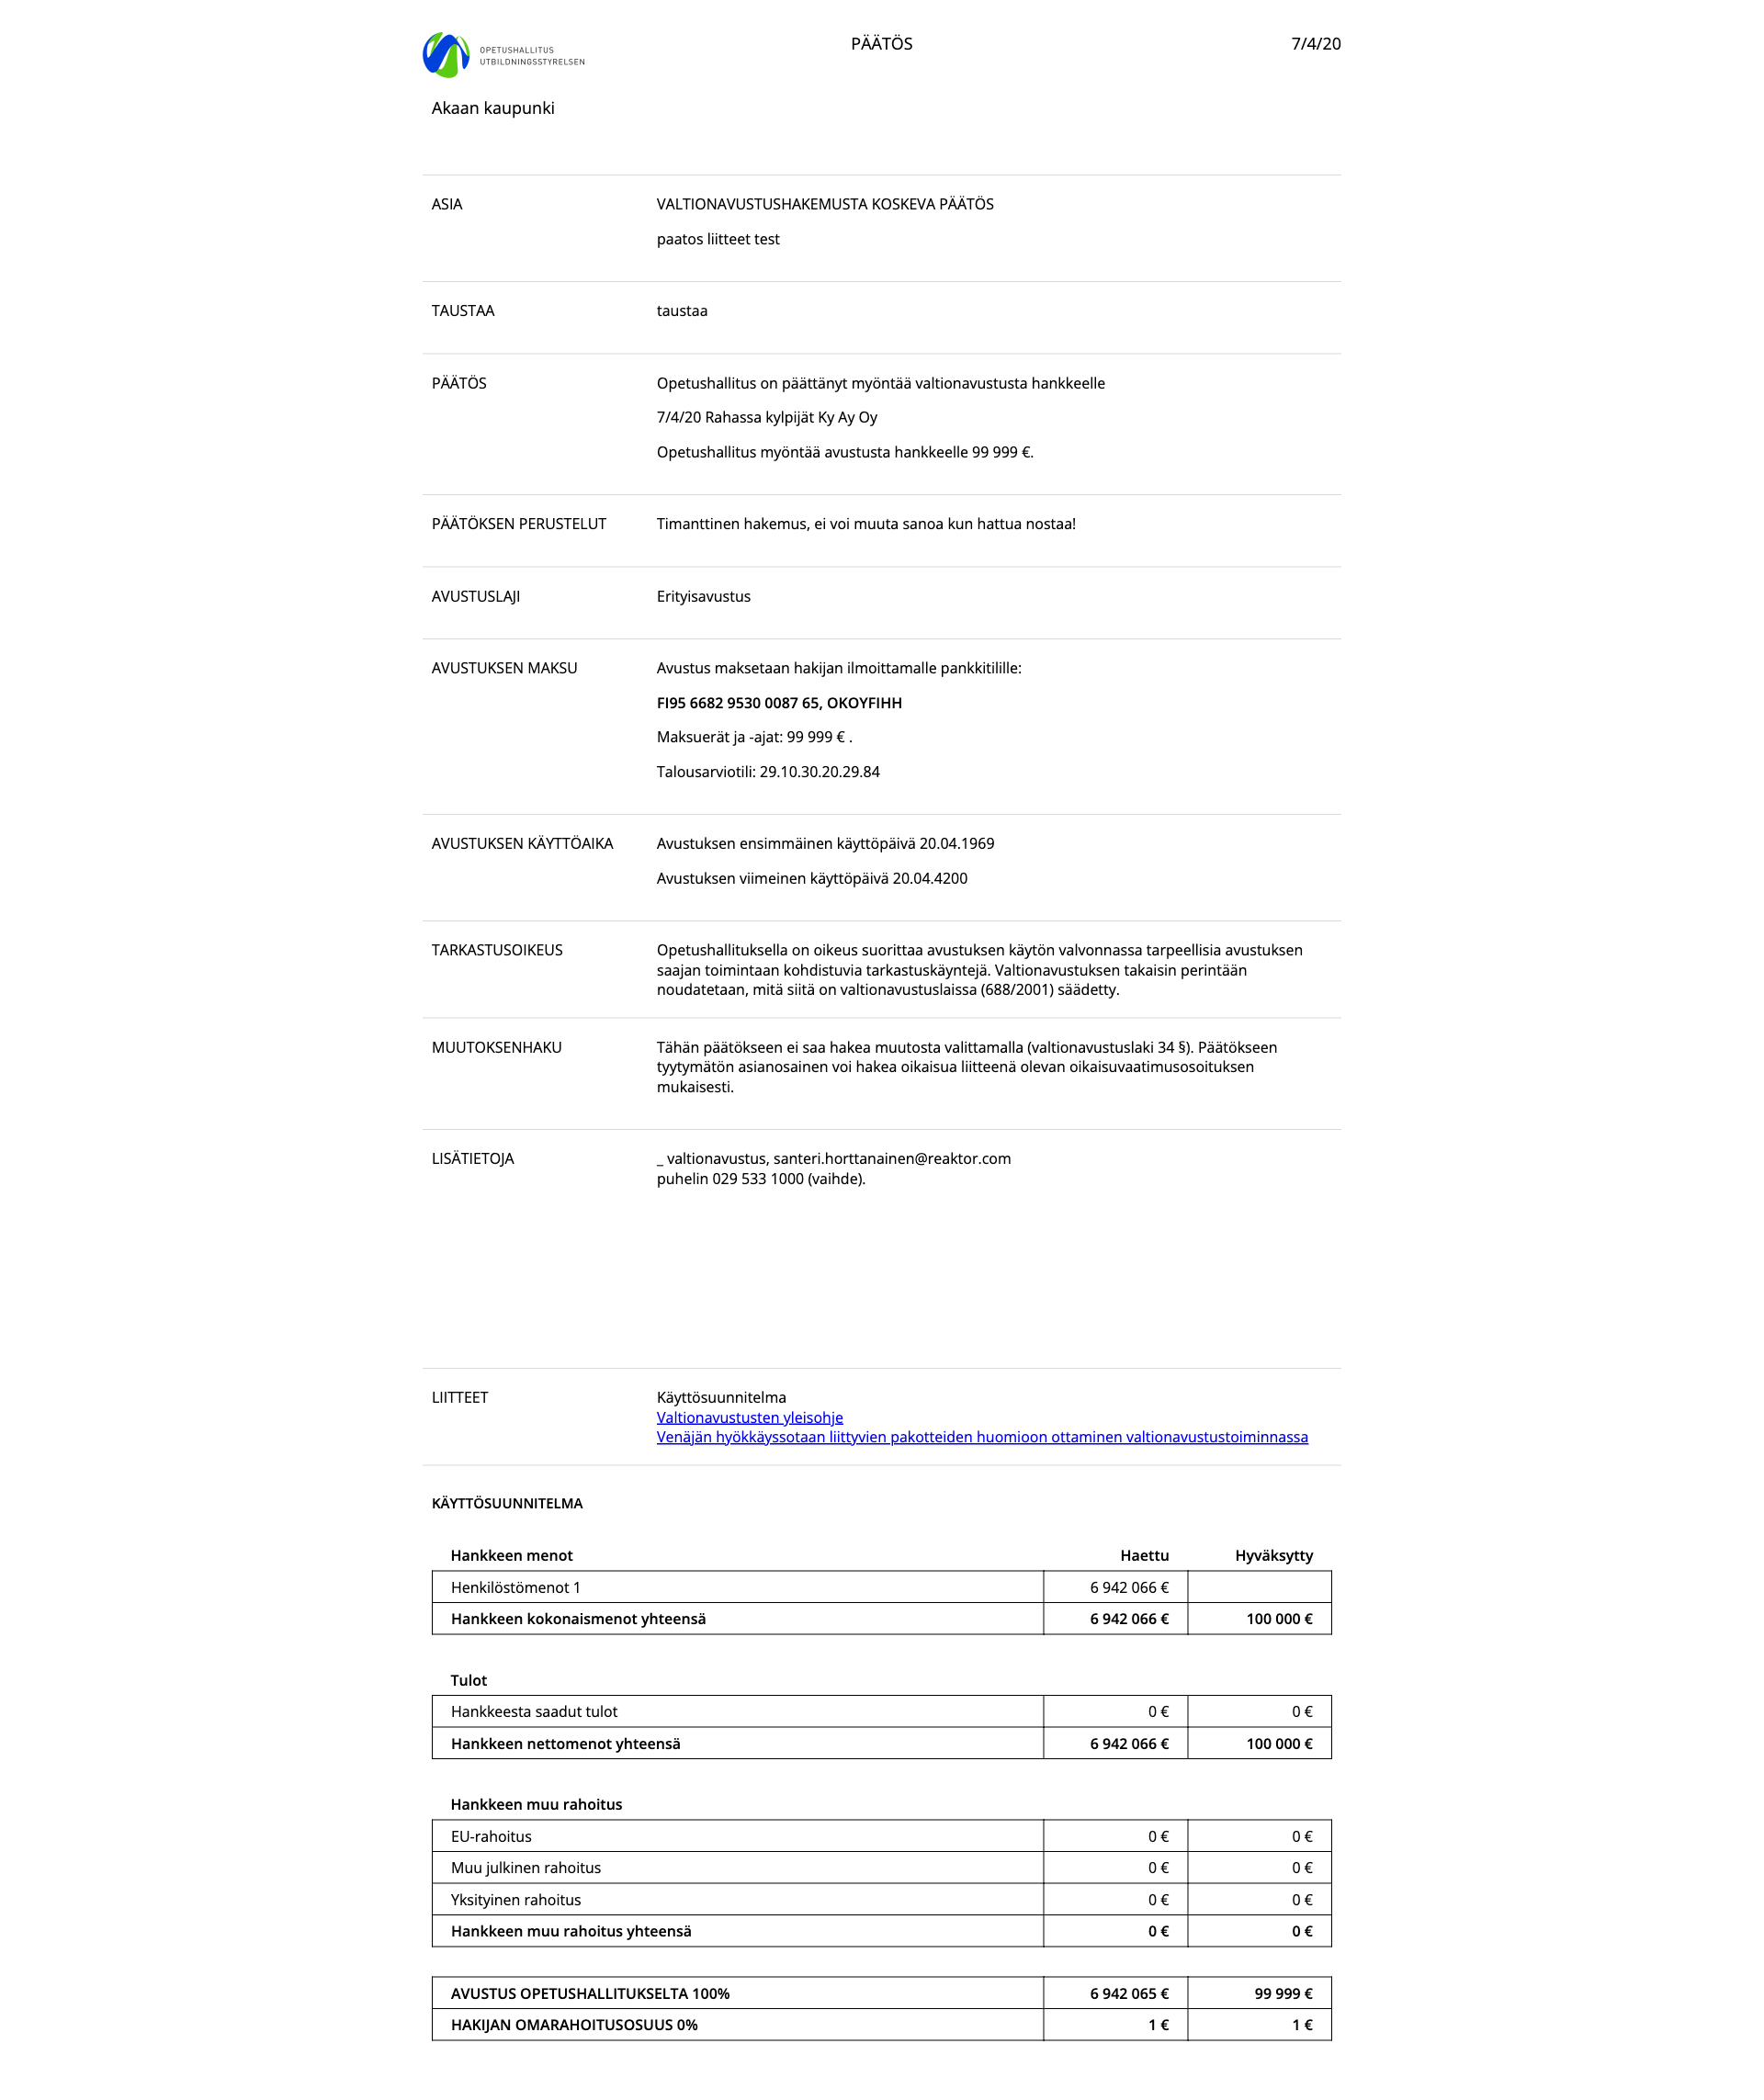 OPETUSHALLITUS
UTBILDNINGSSTYRELSEN
PÄÄTÖS
7/4/20
Akaan kaupunki
ASIA
VALTIONAVUSTUSHAKEMUSTA KOSKEVA PÄÄTÖS
paatos liitteet test
TAUSTAA
taustaa
PÄÄTÖS
Opetushallitus on päättänyt myöntää valtionavustusta hankkeelle
7/4/20 Rahassa kylpijät Ky Ay Oy
Opetushallitus myöntää avustusta hankkeelle 99 999 €.
PÄÄTÖKSEN PERUSTELUT
Timanttinen hakemus, ei voi muuta sanoa kun hattua nostaa!
AVUSTUSLAJI
Erityisavustus
AVUSTUKSEN MAKSU
Avustus maksetaan hakijan ilmoittamalle pankkitilille:
FI95 6682 9530 0087 65, OKOYFIHH
Maksuerät ja -ajat: 99 999 € .
Talousarviotili: 29.10.30.20.29.84
AVUSTUKSEN KÄYTTÖAIKA
Avustuksen ensimmäinen käyttöpäivä 20.04.1969
Avustuksen viimeinen käyttöpäivä 20.04.4200
TARKASTUSOIKEUS
Opetushallituksella on oikeus suorittaa avustuksen käytön valvonnassa tarpeellisia avustuksen
saajan toimintaan kohdistuvia tarkastuskäyntejä. Valtionavustuksen takaisin perintään
noudatetaan, mitä siitä on valtionavustuslaissa (688/2001) säädetty.
MUUTOKSENHAKU
Tähän päätökseen ei saa hakea muutosta valittamalla (valtionavustuslaki 34 §). Päätökseen
tyytymätön asianosainen voi hakea oikaisua liitteenä olevan oikaisuvaatimusosoituksen
mukaisesti.
LISÄTIETOJA
_ valtionavustus, santeri.horttanainen@reaktor.com
puhelin 029 533 1000 (vaihde).
LIITTEET
Käyttösuunnitelma
Valtionavustusten yleisohje
Venäjän hyökkäyssotaan liittyvien pakotteiden huomioon ottaminen valtionavustustoiminnassa
KÄYTTÖSUUNNITELMA
Hankkeen menot Haettu Hyväksytty
Henkilöstömenot 1 6 942 066 €
Hankkeen kokonaismenot yhteensä 6 942 066 € 100 000 €
Tulot
Hankkeesta saadut tulot 0 € 0 €
Hankkeen nettomenot yhteensä 6 942 066 € 100 000 €
Hankkeen muu rahoitus
EU-rahoitus 0 € 0 €
Muu julkinen rahoitus 0 € 0 €
Yksityinen rahoitus 0 € 0 €
Hankkeen muu rahoitus yhteensä 0 € 0 €
AVUSTUS OPETUSHALLITUKSELTA 100% 6 942 065 € 99 999 €
HAKIJAN OMARAHOITUSOSUUS 0% 1 € 1 €